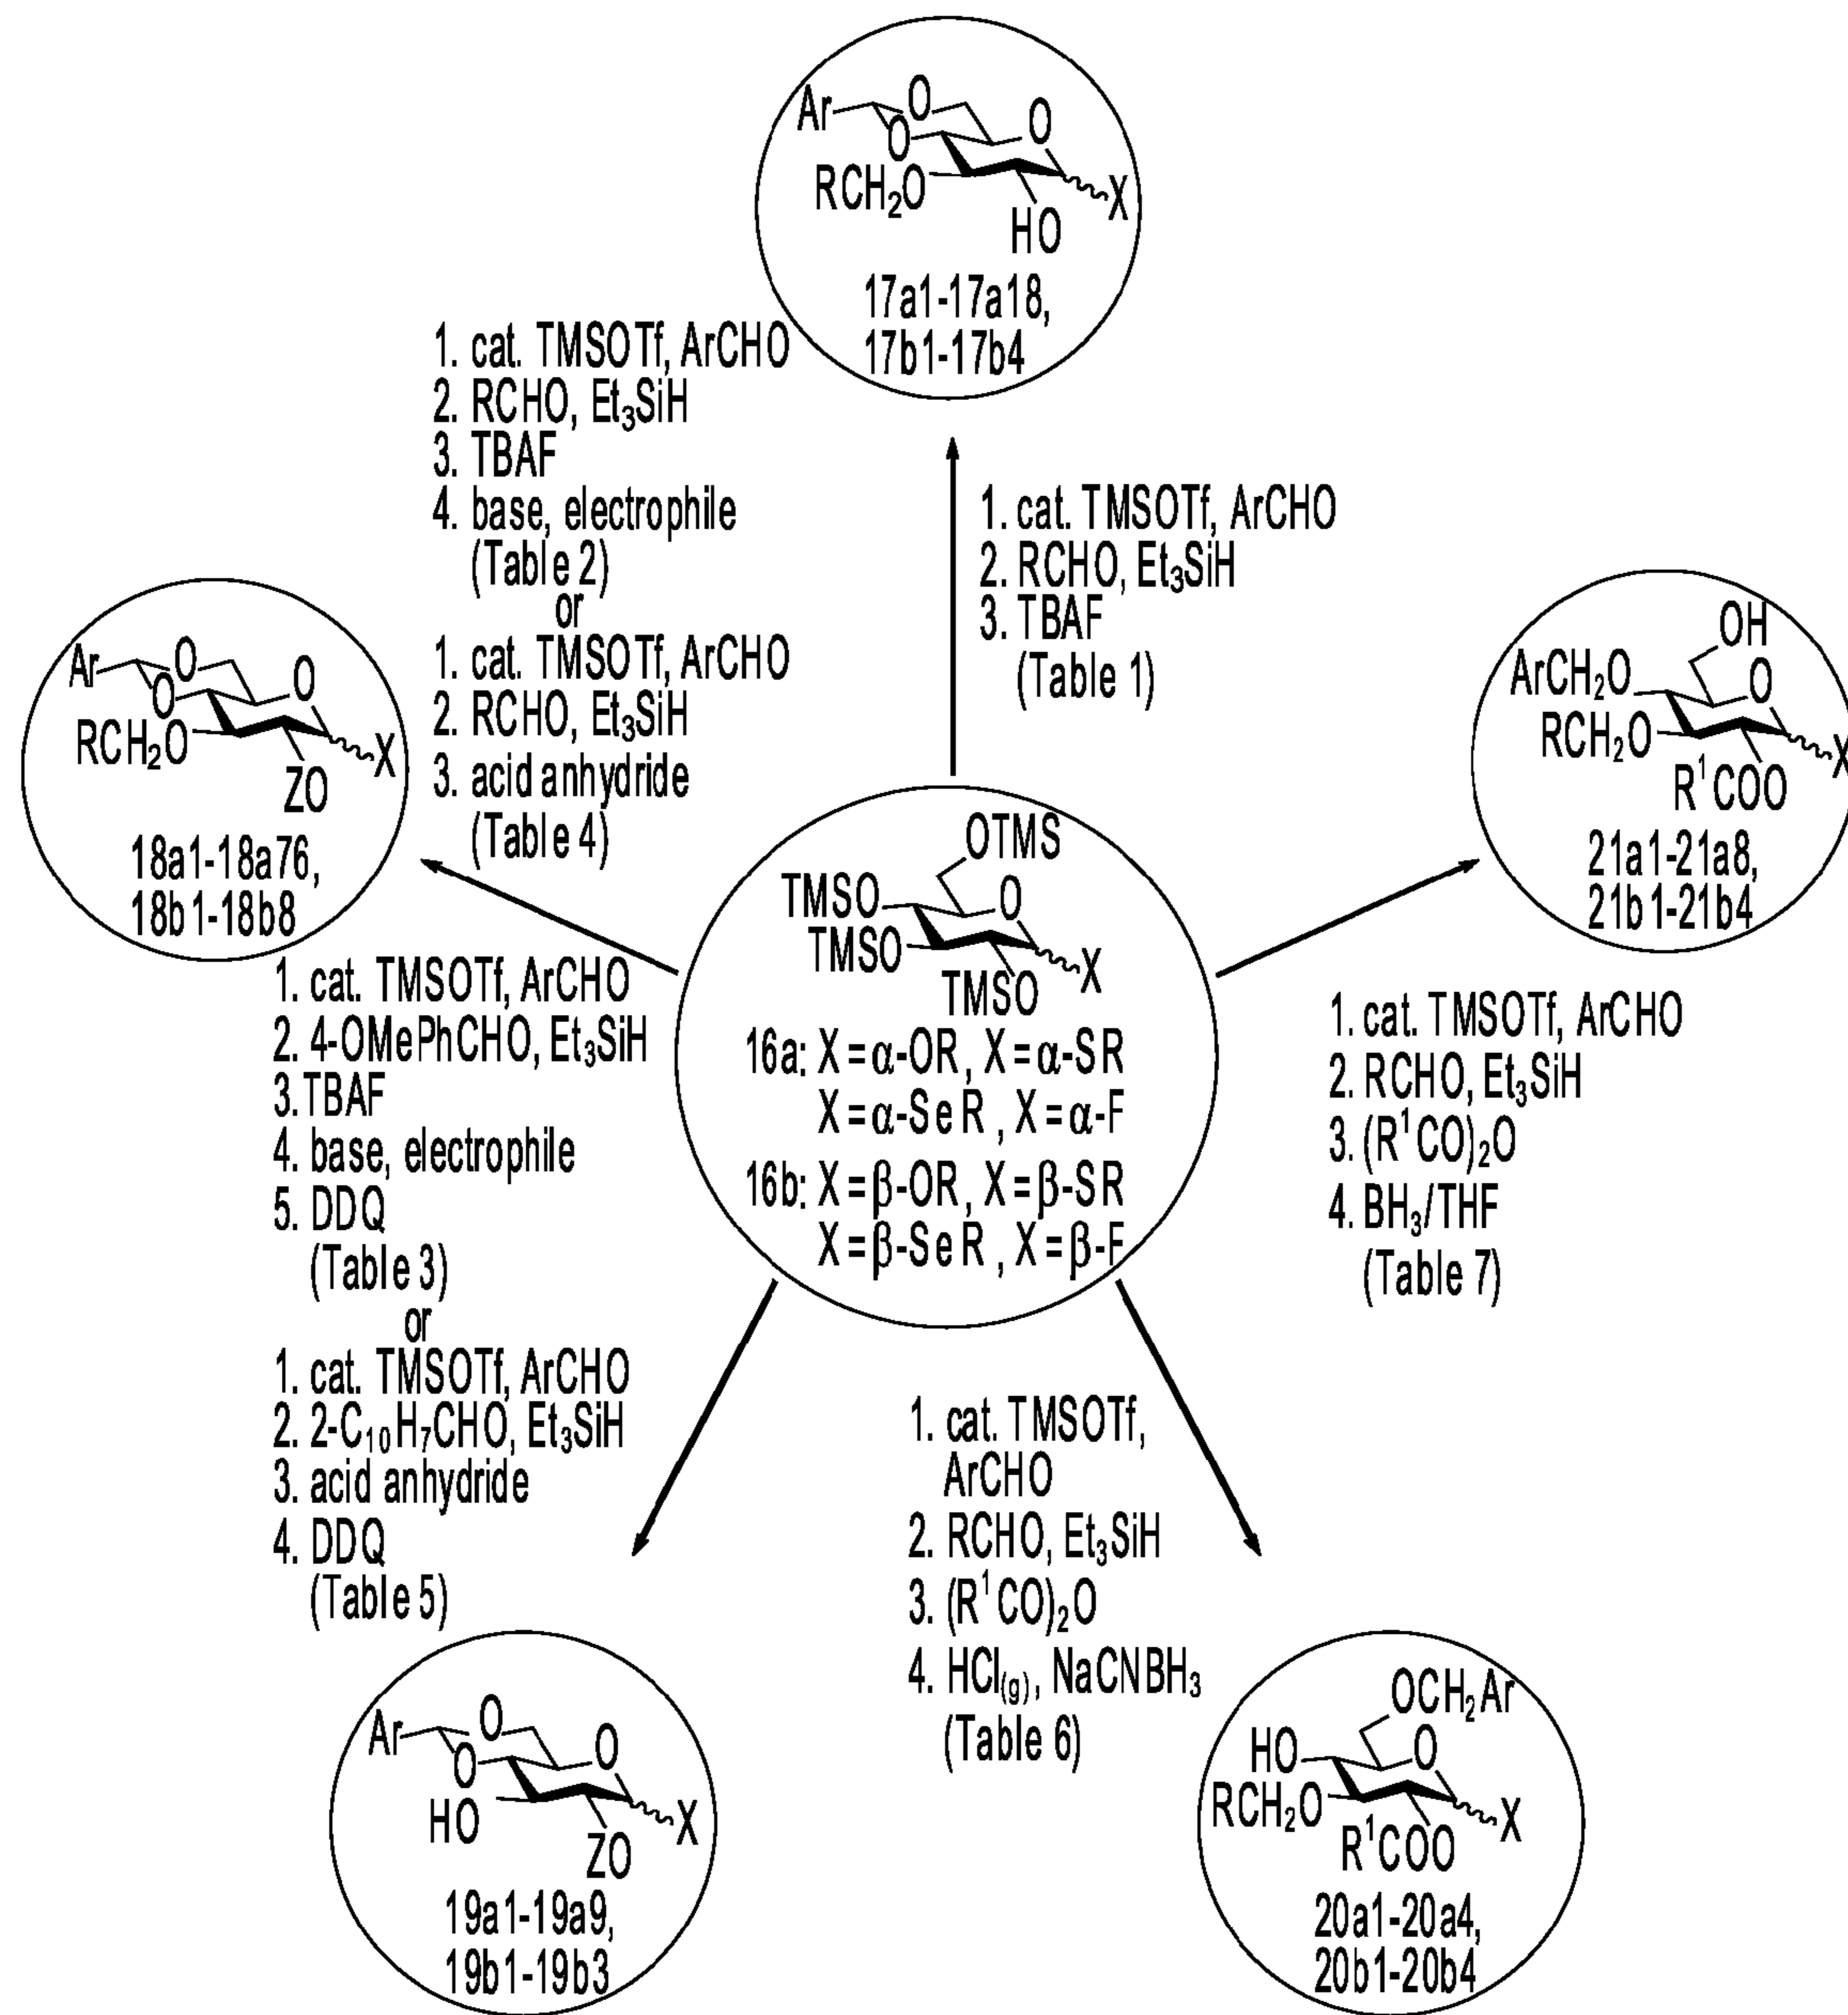 Ar
O
O
O
RCH2O
X
HO
17a1-17a18,
17b1-17b4
1. cat. TMSOTf, ArCHO
2. RCHO, Et3SiH
3. TBAF
4. base, electrophile
(Table 2)
or
1. cat. TMSOTf, ArCHO
2. RCHO, Et3SiH
3. acid anhydride
(Table 4)
1. cat. TMSOTf, ArCHO
2. RCHO, Et3SiH
3. TBAF
(Table 1)
Ar
O
O
O
RCH2O
X
ZO
18a1-18a76,
18b1-18b8
OH
ArCH2O
O
RCH2O
X
R1COO
21a1-21a8,
21b1-21b4
OTMS
TMSO
O
TMSO
X
TMSO
16a: X = α-OR, X = α-SR
X = α-SeR , X = α-F
16b: X = β-OR, X = β-SR
X = β-SeR , X = β-F
1. cat. TMSOTf, ArCHO
2. 4-OMePhCHO, Et3SiH
3. TBAF
4. base, electrophile
5. DDQ
(Table 3)
or
1. cat. TMSOTf, ArCHO
2. 2-C10H7CHO, Et3SiH
3. acid anhydride
4. DDQ
(Table 5)
1. cat. TMSOTf, ArCHO
2. RCHO, Et3SiH
3. (R1CO)2O
4. BH3/THF
(Table 7)
1. cat. TMSOTf,
ArCHO
2. RCHO, Et3SiH
3. (R1CO)2O
4. HCl(g), NaCNBH3
(Table 6)
Ar
O
O
O
HO
X
ZO
19a1-19a9,
19b1-19b3
OCH2Ar
HO
O
RCH2O
X
R1COO
20a1-20a4,
20b1-20b4